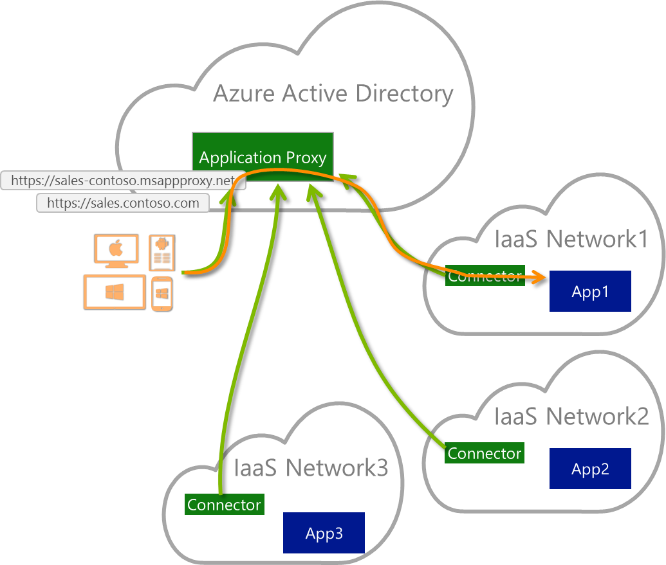 Azure Active Directory
Application Proxy
https://sales-contoso.msappproxy.net
https://sales.contoso.com
IaaS Network1
Connector
App1
IaaS Network2
Connector
App2
IaaS Network3
Connector
App3